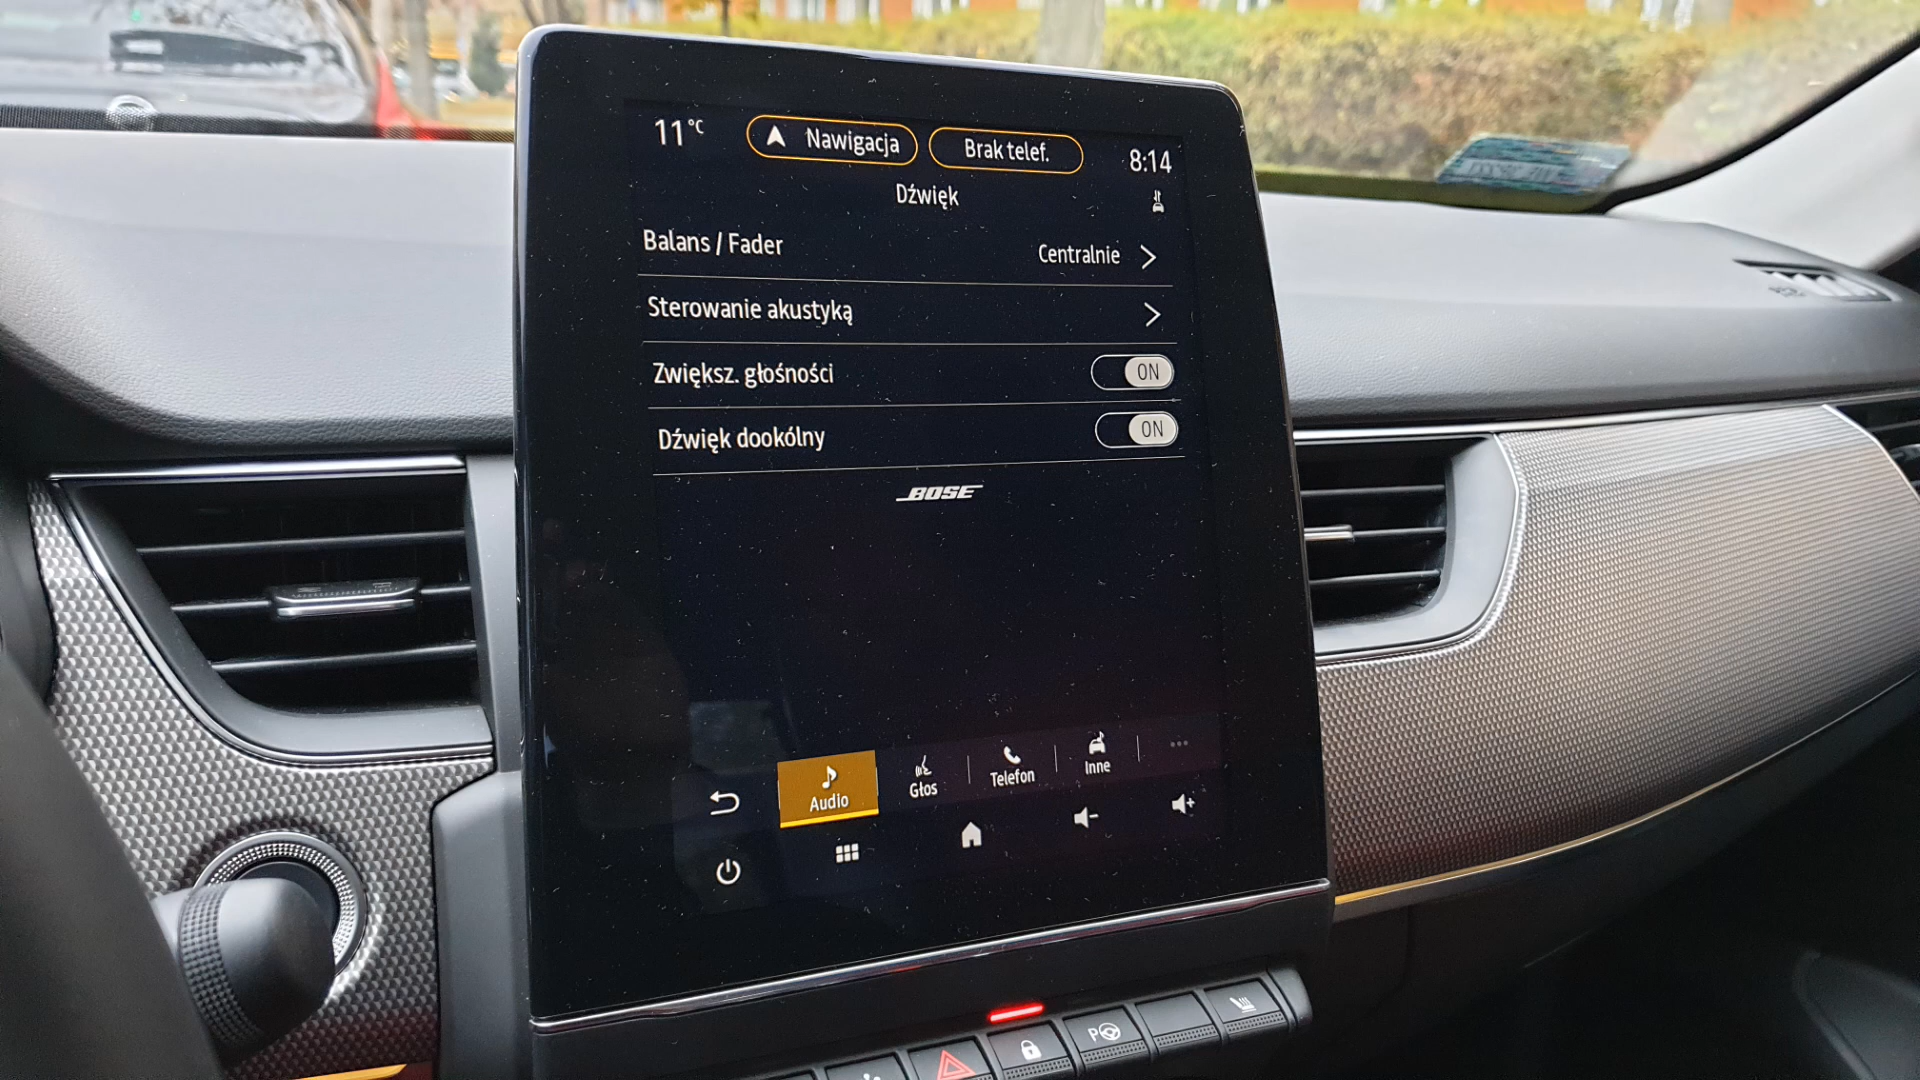 11°C
Nawigacja
Brak telef.
8:14
Dźwięk
Balans / Fader
Centralnie
Sterowanie akustyką
Zwiększ. głośności
ON
Dźwięk dookólny
ON
BOSE
Audio
Głos
Telefon
Inne
P